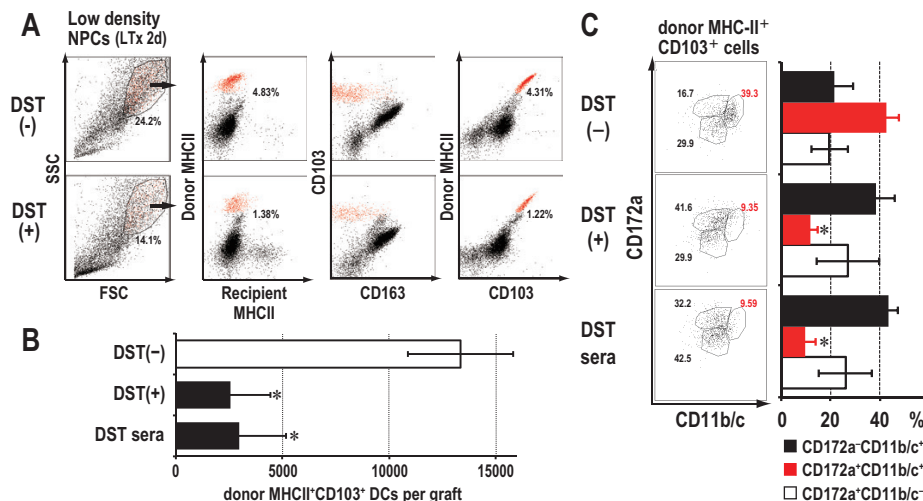 A
Low density
NPCs (LTx 2d)
DST
(-)
SSC
24.2%
Donor MHCII
4.83%
CD103
Donor MHCII
4.31%
DST
(+)
14.1%
1.38%
1.22%
FSC
Recipient
MHCII
CD163
CD103
B
DST(−)
DST(+)
*
DST sera
*
0
5000
10000
15000
donor MHCII⁺CD103⁺ DCs per graft
C
donor MHC-II⁺
CD103⁺ cells
DST
(−)
16.7
39.3
29.9
CD172a
DST
(+)
41.6
9.35
29.9
*
DST
sera
32.2
9.59
42.5
*
CD11b/c
0
20
40
%
CD172a⁻CD11b/c⁺
CD172a⁺CD11b/c⁺
CD172a⁺CD11b/c⁻